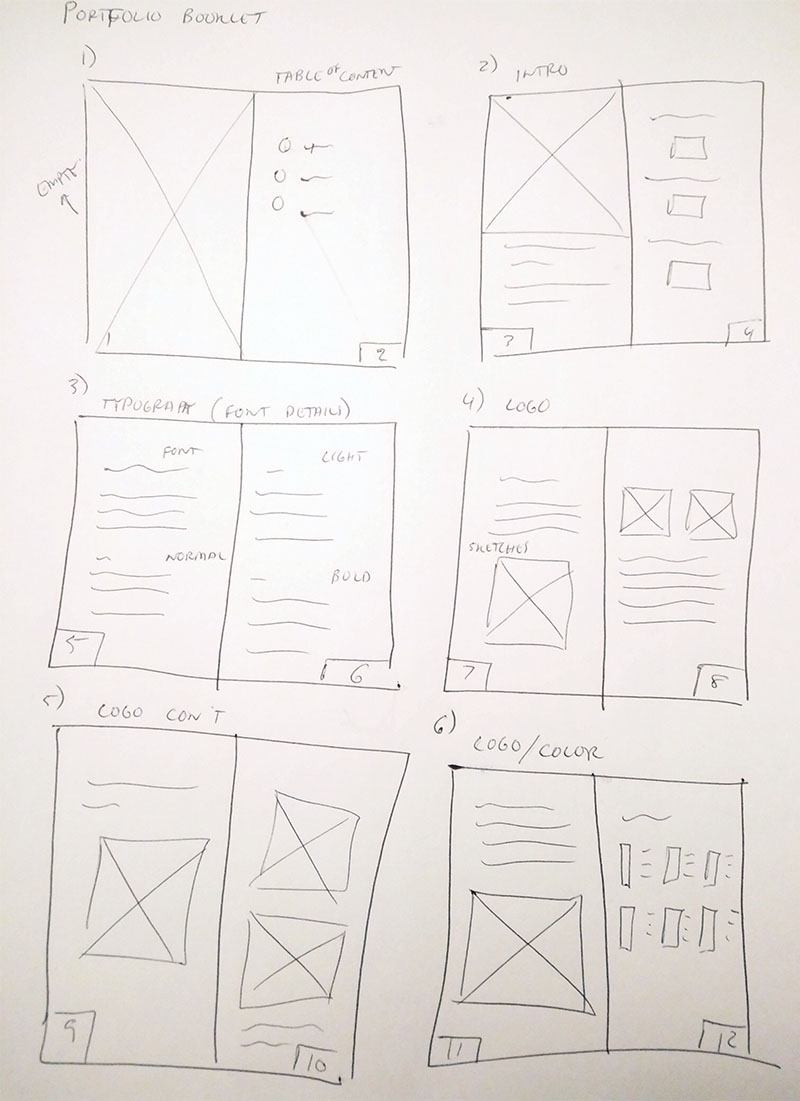 PORTFOLIO BOOKLET
1)
TABLE OF CONTENT
EMPTY
1
2
2) INTRO
3
4
3)
TYPOGRAPY (FONT DETAILS)
FONT
NORMAL
LIGHT
BOLD
5
6
4) LOGO
SKETCHES
7
8
5)
LOGO CON'T
9
10
6)
LOGO/COLOR
11
12